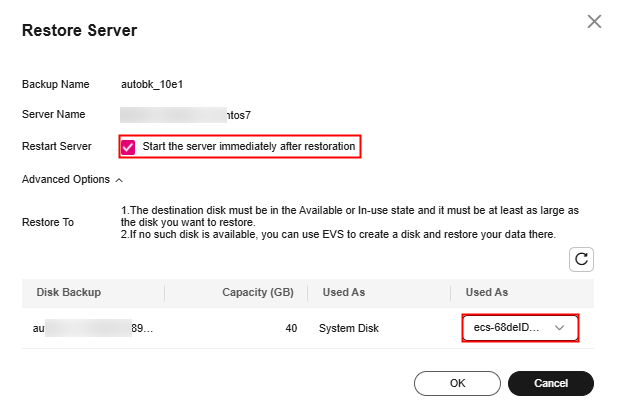 Restore Server
Backup Name autobk_10e1
Server Name ntos7
Restart Server Start the server immediately after restoration
Advanced Options
Restore To
1.The destination disk must be in the Available or In-use state and it must be at least as large as
the disk you want to restore.
2.If no such disk is available, you can use EVS to create a disk and restore your data there.
Disk Backup Capacity (GB) Used As Used As
au 89... 40 System Disk ecs-68deID...
OK Cancel